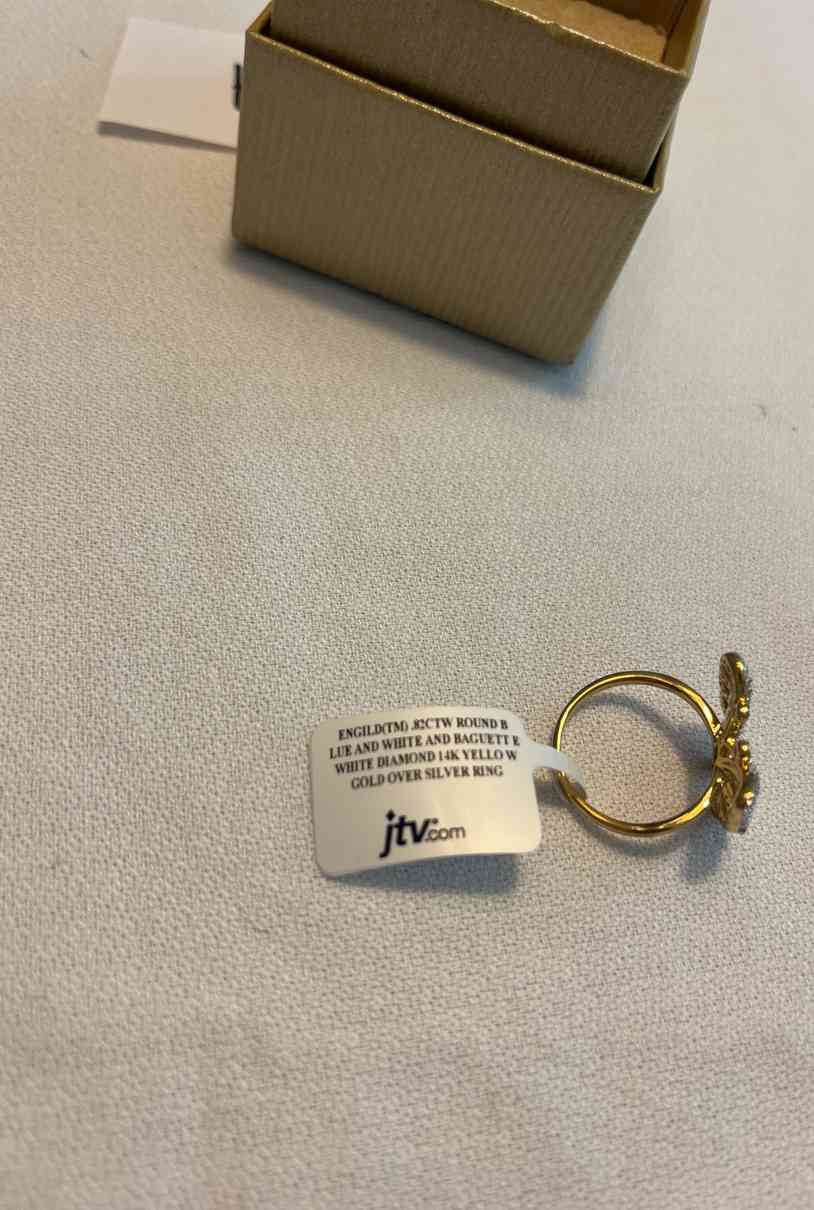 ENGILD(TM) .82CTW ROUND B
LUE AND WHITE AND BAGUETT E
WHITE DIAMOND 14K YELLO W
GOLD OVER SILVER RING
jtv.com